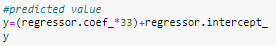 #predicted value
y=(regressor.coef_*33)+regressor.intercept_
y